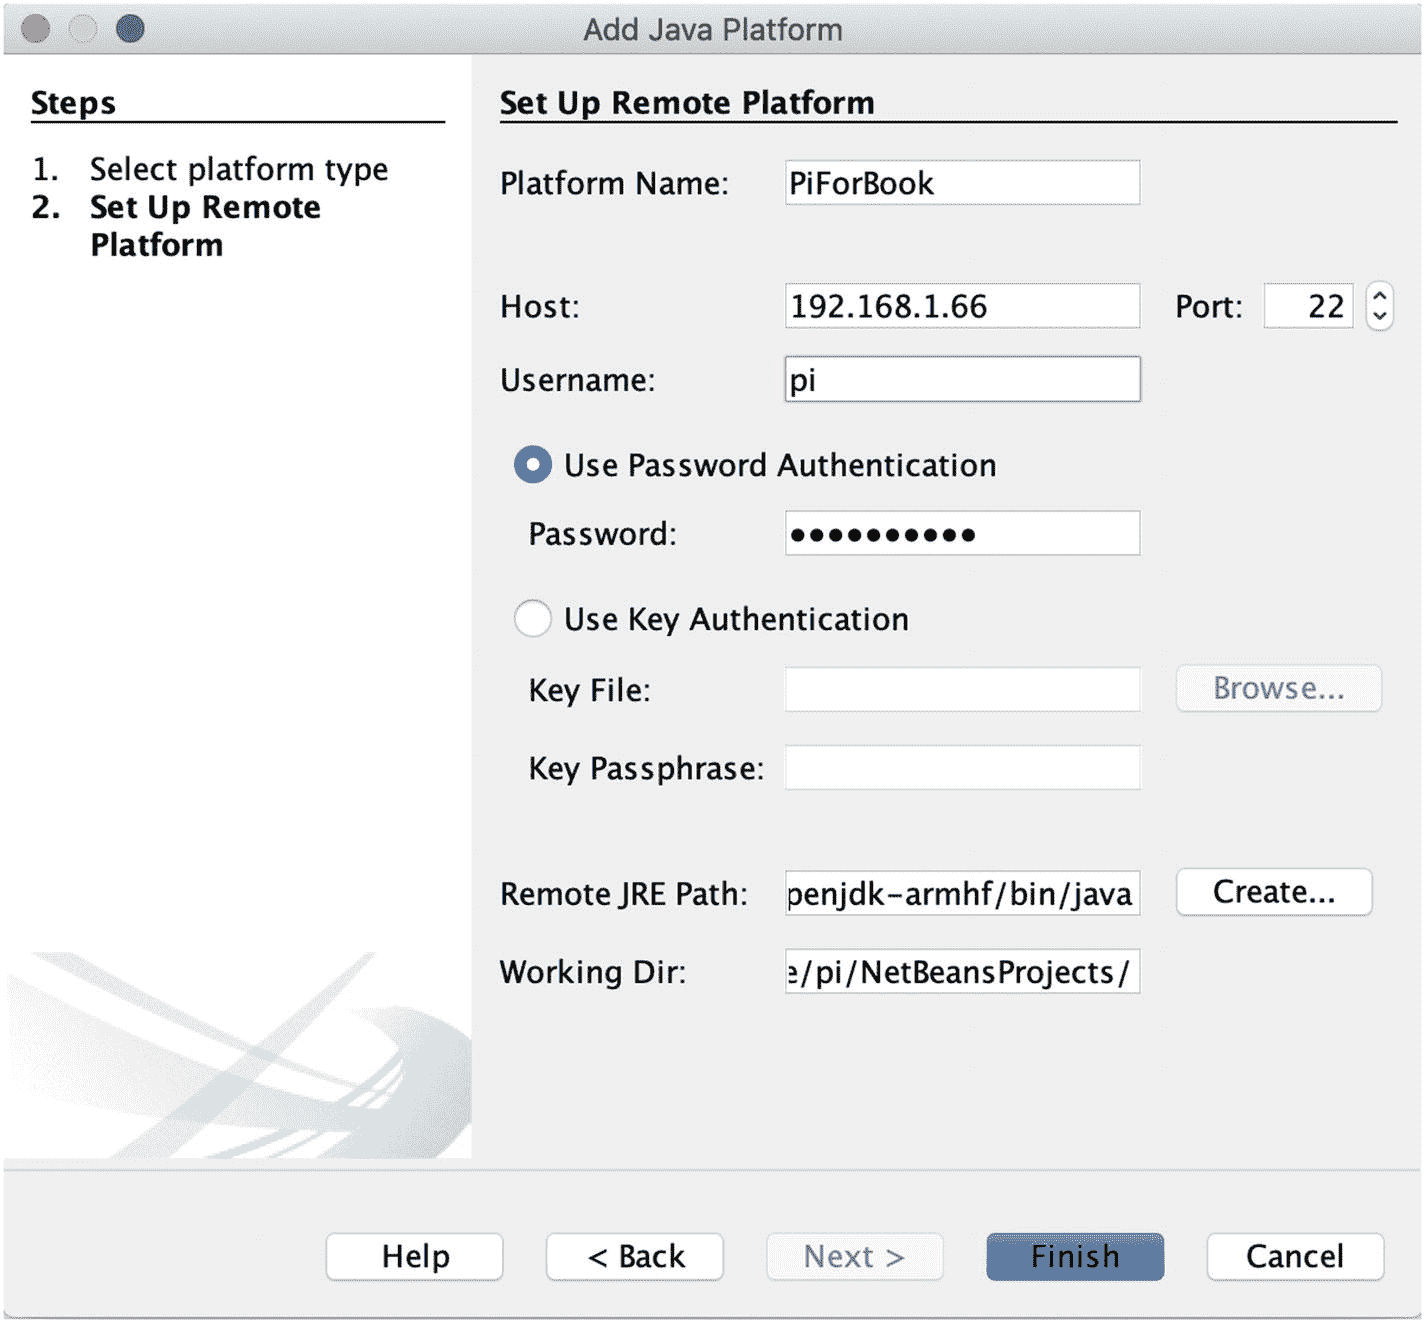 Add Java Platform
Steps
1. Select platform type
2. Set Up Remote
Platform
Set Up Remote Platform
Platform Name: PiForBook
Host: 192.168.1.66 Port: 22
Username: pi
Use Password Authentication
Password: ●●●●●●●●●●
Use Key Authentication
Key File: Browse...
Key Passphrase:
Remote JRE Path: penjdk-armhf/bin/java Create...
Working Dir: e/pi/NetBeansProjects/
Help < Back Next > Finish Cancel